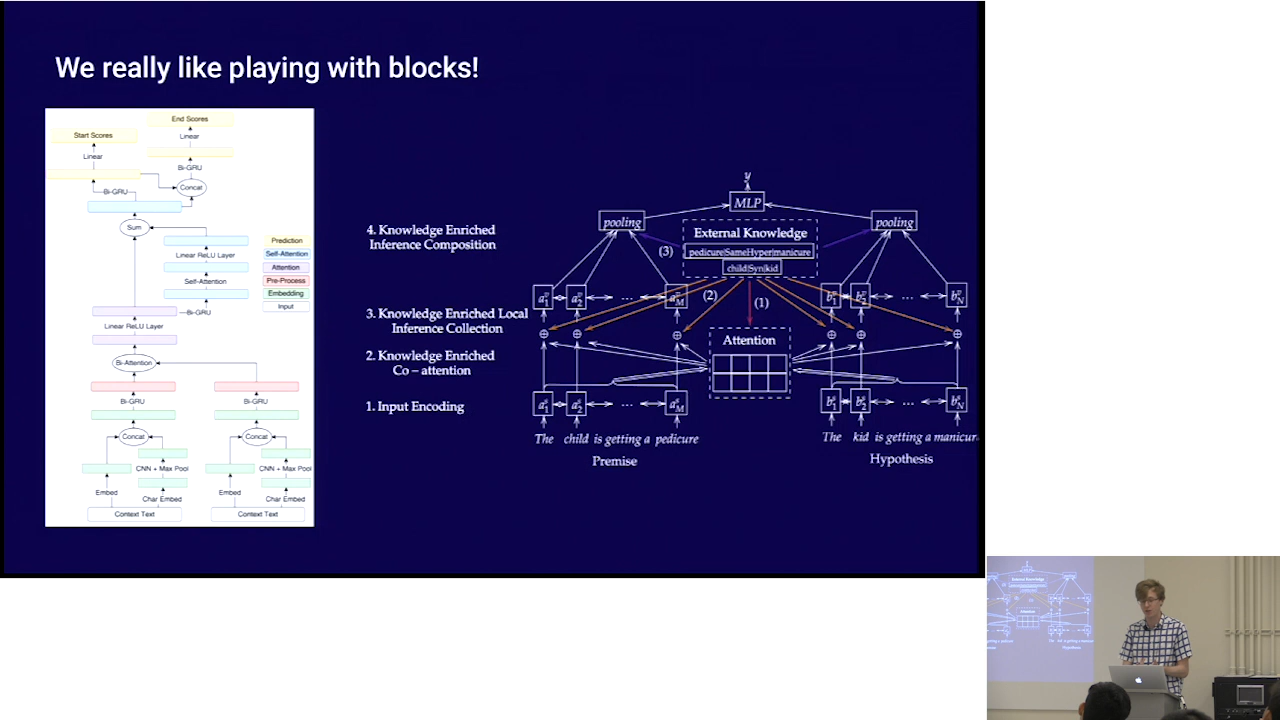 We really like playing with blocks!
End Scores
Start Scores
Linear
Linear
Bi-GRU
Concat
Bi-GRU
Sum
Prediction
Linear ReLU Layer
Self-Attention
Attention
Self-Attention
Pre-Process
Embedding
Input
Bi-GRU
Linear ReLU Layer
Bi-Attention
Bi-GRU
Bi-GRU
Concat
Concat
CNN + Max Pool
CNN + Max Pool
Embed
Char Embed
Embed
Char Embed
Context Text
Context Text
4. Knowledge Enriched
Inference Composition
3. Knowledge Enriched Local
Inference Collection
2. Knowledge Enriched
Co – attention
1. Input Encoding
y
MLP
pooling
pooling
External Knowledge
pedicure|SameHyper|manicure
child|Syn|kid
(3)
(2)
(1)
Attention
...
...
...
...
The child is getting a pedicure
Premise
The kid is getting a manicur
Hypothesis